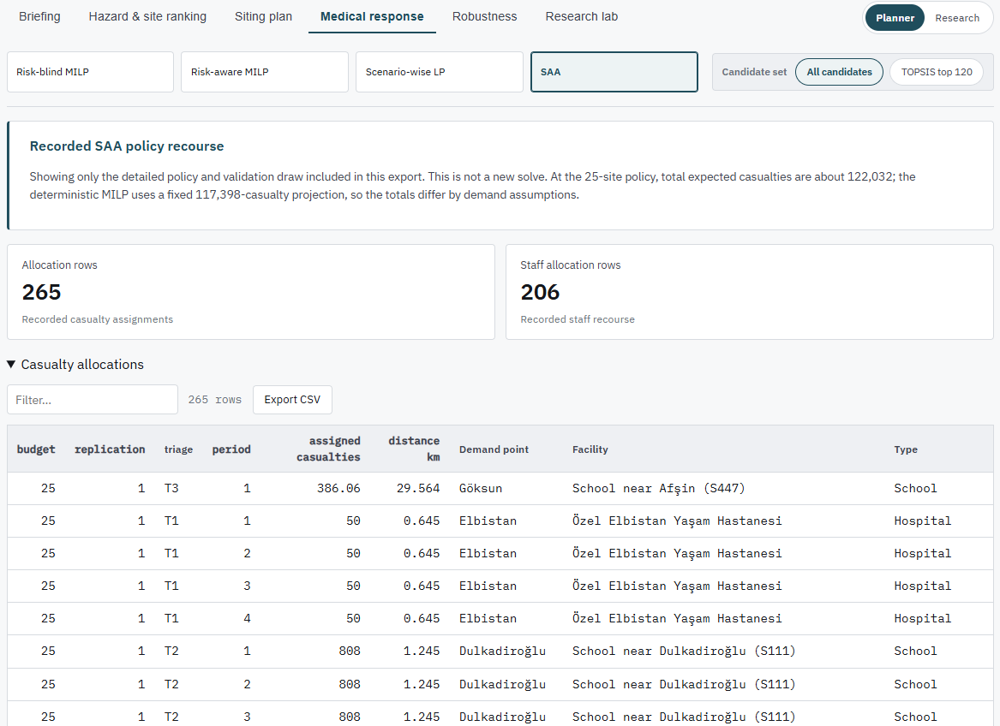 Briefing Hazard & site ranking Siting plan Medical response Robustness Research lab Planner Research
Risk-blind MILP Risk-aware MILP Scenario-wise LP SAA Candidate set All candidates TOPSIS top 120
Recorded SAA policy recourse
Showing only the detailed policy and validation draw included in this export. This is not a new solve. At the 25-site policy, total expected casualties are about 122,032; the
deterministic MILP uses a fixed 117,398-casualty projection, so the totals differ by demand assumptions.
Allocation rows
265
Recorded casualty assignments
Staff allocation rows
206
Recorded staff recourse
▼ Casualty allocations
Filter... 265 rows Export CSV
budget replication triage period assigned casualties distance km Demand point Facility Type
25 1 T3 1 386.06 29.564 Göksun School near Afşin (S447) School
25 1 T1 1 50 0.645 Elbistan Özel Elbistan Yaşam Hastanesi Hospital
25 1 T1 2 50 0.645 Elbistan Özel Elbistan Yaşam Hastanesi Hospital
25 1 T1 3 50 0.645 Elbistan Özel Elbistan Yaşam Hastanesi Hospital
25 1 T1 4 50 0.645 Elbistan Özel Elbistan Yaşam Hastanesi Hospital
25 1 T2 1 808 1.245 Dulkadiroğlu School near Dulkadiroğlu (S111) School
25 1 T2 2 808 1.245 Dulkadiroğlu School near Dulkadiroğlu (S111) School
25 1 T2 3 808 1.245 Dulkadiroğlu School near Dulkadiroğlu (S111) School